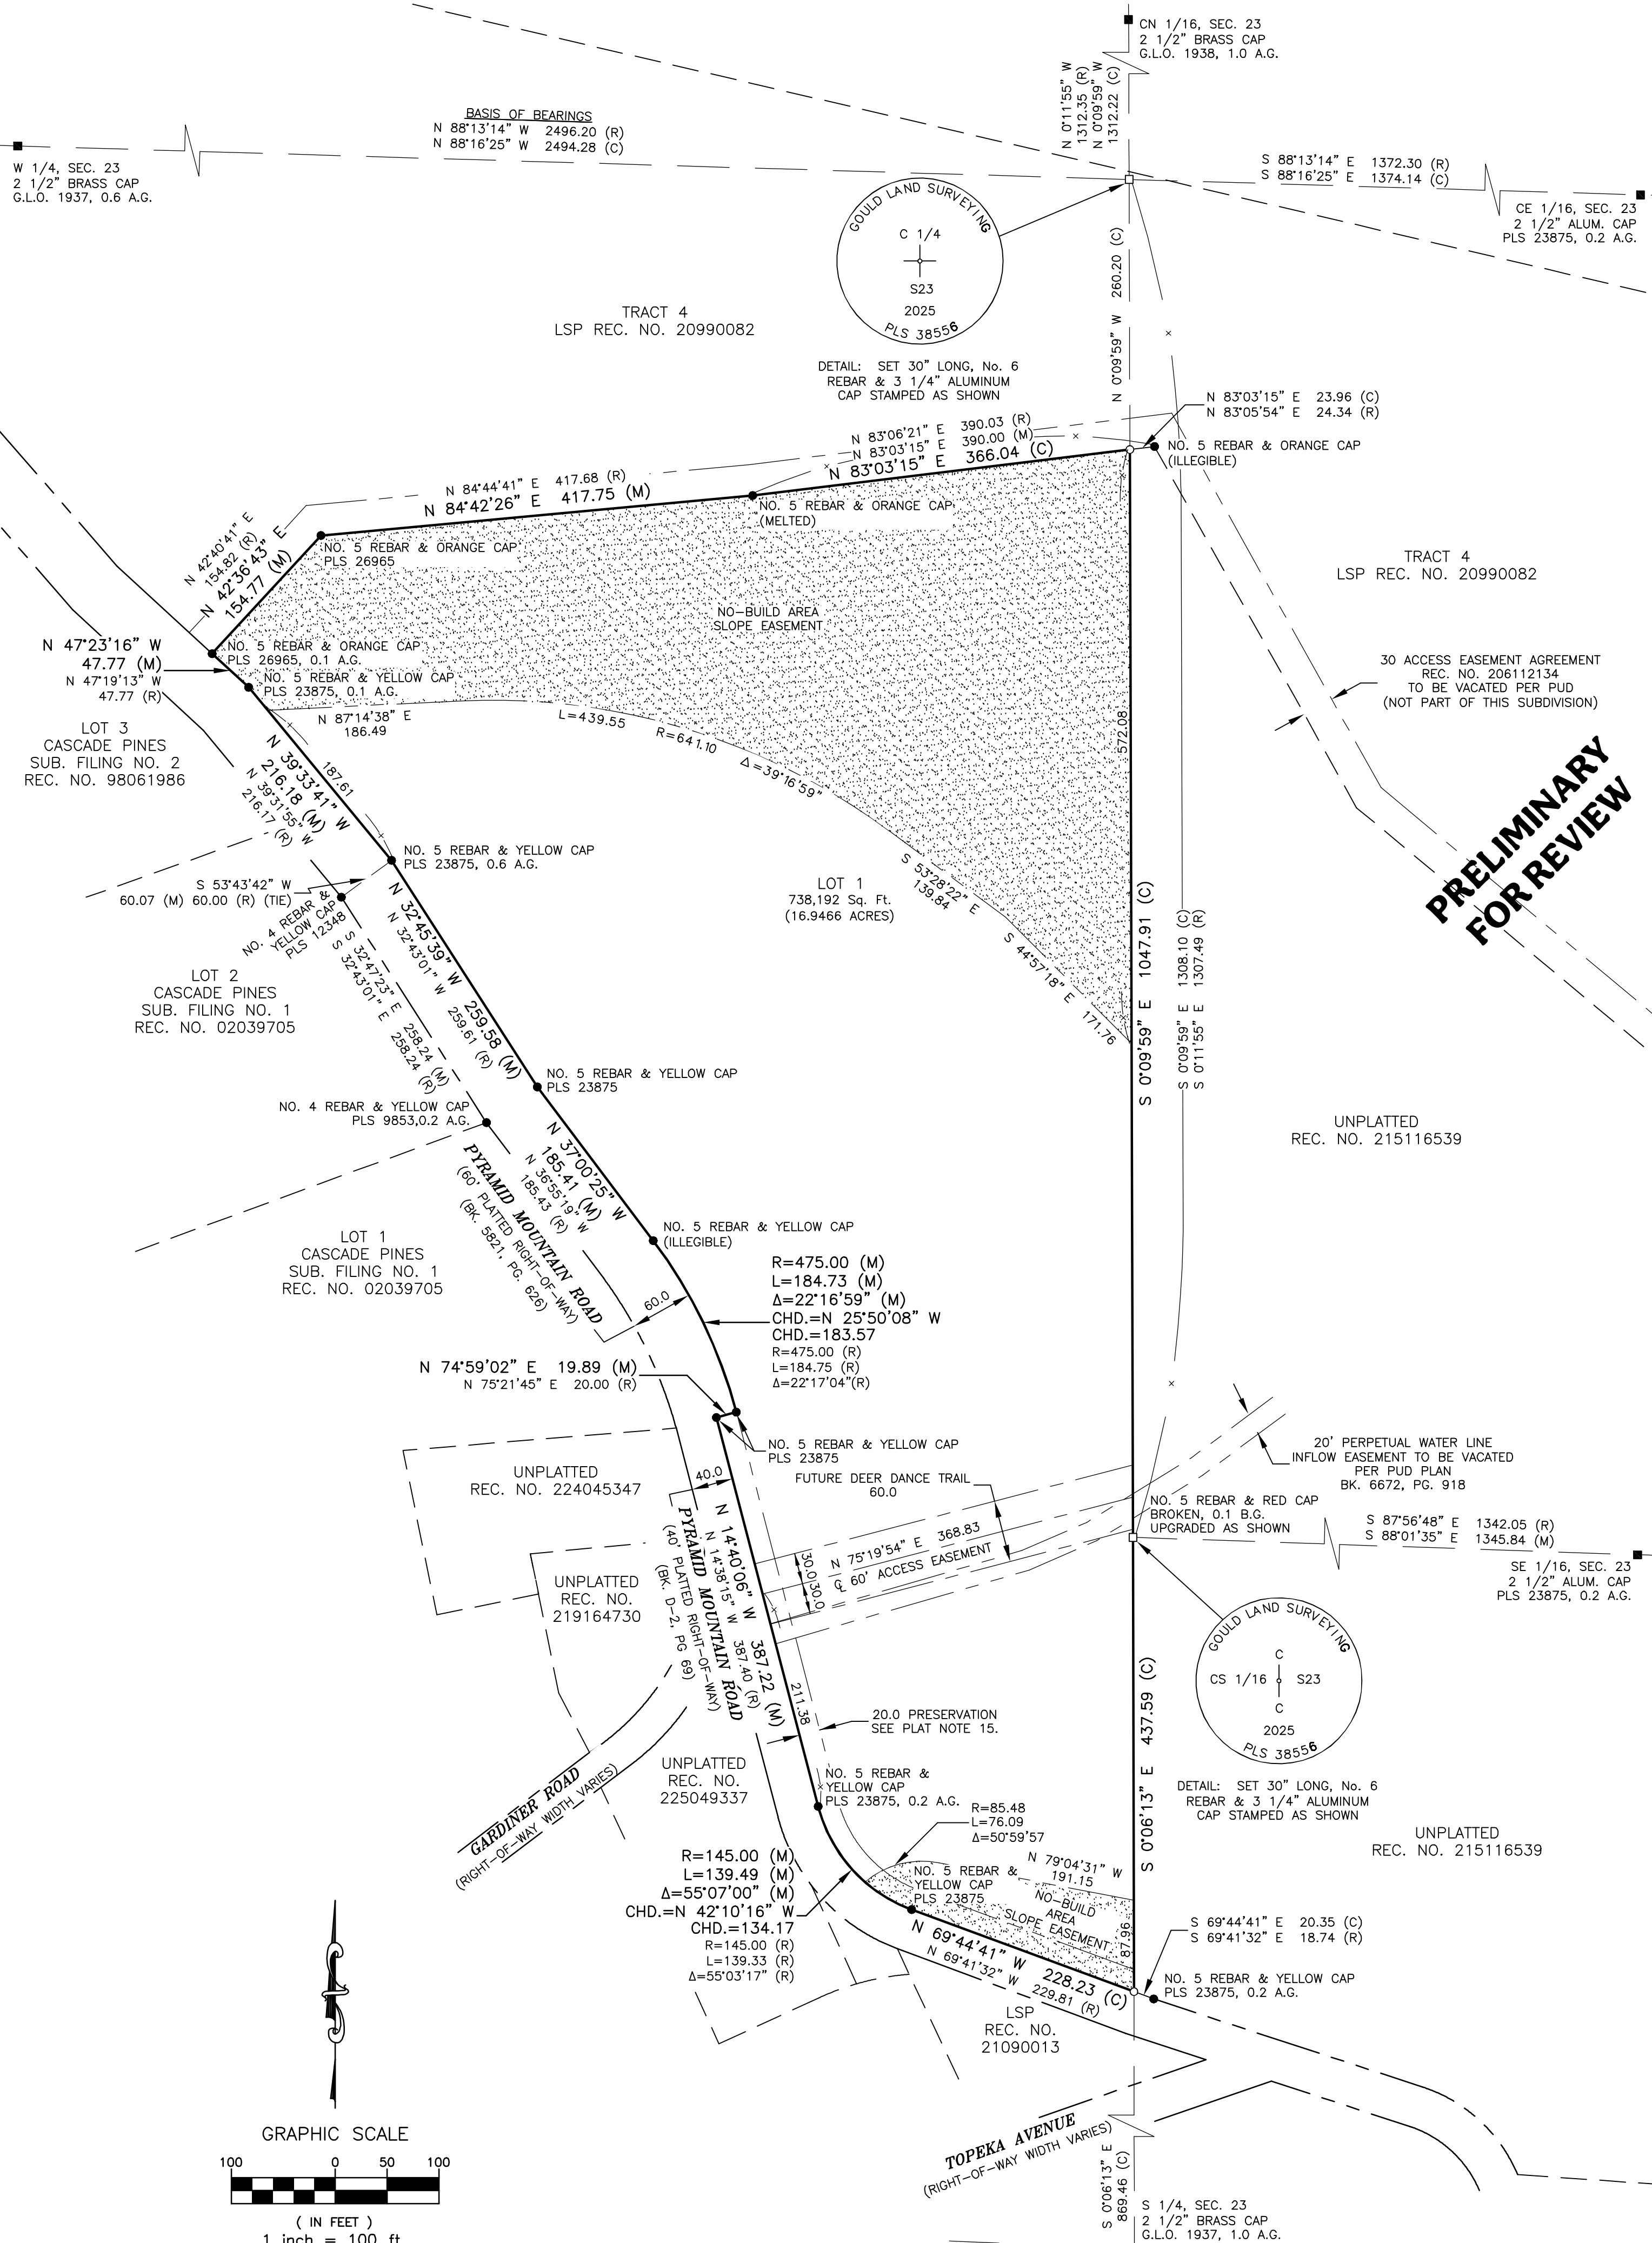 CN 1/16, SEC. 23
2 1/2" BRASS CAP
G.L.O. 1938, 1.0 A.G.
N 0°11'55" W
1312.35 (R)
N 0°09'59" W
1312.22 (C)
BASIS OF BEARINGS
N 88°13'14" W 2496.20 (R)
N 88°16'25" W 2494.28 (C)
W 1/4, SEC. 23
2 1/2" BRASS CAP
G.L.O. 1937, 0.6 A.G.
S 88°13'14" E 1372.30 (R)
S 88°16'25" E 1374.14 (C)
CE 1/16, SEC. 23
2 1/2" ALUM. CAP
PLS 23875, 0.2 A.G.
GOULD LAND SURVEYING
C 1/4
S23
2025
PLS 38556
DETAIL: SET 30" LONG, No. 6
REBAR & 3 1/4" ALUMINUM
CAP STAMPED AS SHOWN
N 0°09'59" W 260.20 (C)
TRACT 4
LSP REC. NO. 20990082
N 83°03'15" E 23.96 (C)
N 83°05'54" E 24.34 (R)
NO. 5 REBAR & ORANGE CAP
(ILLEGIBLE)
N 83°06'21" E 390.03 (R)
N 83°03'15" E 390.00 (M)
N 83°03'15" E 366.04 (C)
N 84°44'41" E 417.68 (R)
N 84°42'26" E 417.75 (M)
NO. 5 REBAR & ORANGE CAP
(MELTED)
NO. 5 REBAR & ORANGE CAP
PLS 26965
N 42°40'41" E
154.82 (R)
N 42°36'43" E
154.77 (M)
TRACT 4
LSP REC. NO. 20990082
NO-BUILD AREA
SLOPE EASEMENT
N 47°23'16" W
47.77 (M)
N 47°19'13" W
47.77 (R)
NO. 5 REBAR & ORANGE CAP
PLS 26965, 0.1 A.G.
NO. 5 REBAR & YELLOW CAP
PLS 23875, 0.1 A.G.
30 ACCESS EASEMENT AGREEMENT
REC. NO. 206112134
TO BE VACATED PER PUD
(NOT PART OF THIS SUBDIVISION)
N 87°14'38" E
186.49
L=439.55
R=641.10
Δ=39°16'59"
572.08
LOT 3
CASCADE PINES
SUB. FILING NO. 2
REC. NO. 98061986
187.61
N 39°33'41" W
216.18 (M)
N 39°31'55" W
216.17 (R)
PRELIMINARY
FOR REVIEW
NO. 5 REBAR & YELLOW CAP
PLS 23875, 0.6 A.G.
S 53°43'42" W
60.07 (M) 60.00 (R) (TIE)
NO. 4 REBAR &
YELLOW CAP
PLS 12348
LOT 1
738,192 Sq. Ft.
(16.9466 ACRES)
S 53°28'22" E
139.84
S 44°57'18" E
171.76
S 0°09'59" E 1047.91 (C)
S 0°09'59" E 1308.10 (C)
S 0°11'55" E 1307.49 (R)
N 32°45'39" W 259.58 (M)
N 32°43'01" W 259.61 (R)
S 32°47'23" E 258.24 (M)
S 32°43'01" E 258.24 (R)
LOT 2
CASCADE PINES
SUB. FILING NO. 1
REC. NO. 02039705
NO. 5 REBAR & YELLOW CAP
PLS 23875
NO. 4 REBAR & YELLOW CAP
PLS 9853,0.2 A.G.
UNPLATTED
REC. NO. 215116539
N 37°00'25" W
185.41 (M)
N 36°55'19" W
185.43 (R)
PYRAMID MOUNTAIN ROAD
(60' PLATTED RIGHT-OF-WAY)
(BK. 5821, PG. 626)
NO. 5 REBAR & YELLOW CAP
(ILLEGIBLE)
LOT 1
CASCADE PINES
SUB. FILING NO. 1
REC. NO. 02039705
60.0
R=475.00 (M)
L=184.73 (M)
Δ=22°16'59" (M)
CHD.=N 25°50'08" W
CHD.=183.57
R=475.00 (R)
L=184.75 (R)
Δ=22°17'04"(R)
N 74°59'02" E 19.89 (M)
N 75°21'45" E 20.00 (R)
NO. 5 REBAR & YELLOW CAP
PLS 23875
FUTURE DEER DANCE TRAIL
60.0
20' PERPETUAL WATER LINE
INFLOW EASEMENT TO BE VACATED
PER PUD PLAN
BK. 6672, PG. 918
UNPLATTED
REC. NO. 224045347
40.0
NO. 5 REBAR & RED CAP
BROKEN, 0.1 B.G.
UPGRADED AS SHOWN
S 87°56'48" E 1342.05 (R)
S 88°01'35" E 1345.84 (M)
SE 1/16, SEC. 23
2 1/2" ALUM. CAP
PLS 23875, 0.2 A.G.
N 75°19'54" E 368.83
℄ 60' ACCESS EASEMENT
30.0
30.0
N 14°40'06" W 387.22 (M)
N 14°38'15" W 387.40 (R)
PYRAMID MOUNTAIN ROAD
(40' PLATTED RIGHT-OF-WAY)
(BK. D-2, PG 69)
UNPLATTED
REC. NO.
219164730
GOULD LAND SURVEYING
C
CS 1/16 S23
C
2025
PLS 38556
DETAIL: SET 30" LONG, No. 6
REBAR & 3 1/4" ALUMINUM
CAP STAMPED AS SHOWN
211.38
20.0 PRESERVATION
SEE PLAT NOTE 15.
S 0°06'13" E 437.59 (C)
UNPLATTED
REC. NO.
225049337
GARDINER ROAD
(RIGHT-OF-WAY WIDTH VARIES)
NO. 5 REBAR &
YELLOW CAP
PLS 23875, 0.2 A.G.
R=85.48
L=76.09
Δ=50°59'57
UNPLATTED
REC. NO. 215116539
R=145.00 (M)
L=139.49 (M)
Δ=55°07'00" (M)
CHD.=N 42°10'16" W
CHD.=134.17
R=145.00 (R)
L=139.33 (R)
Δ=55°03'17" (R)
NO. 5 REBAR &
YELLOW CAP
PLS 23875
N 79°04'31" W
191.15
NO-BUILD
AREA
SLOPE EASEMENT
87.96
S 69°44'41" E 20.35 (C)
S 69°41'32" E 18.74 (R)
NO. 5 REBAR & YELLOW CAP
PLS 23875, 0.2 A.G.
N 69°44'41" W 228.23 (C)
N 69°41'32" W 229.81 (R)
LSP
REC. NO.
21090013
TOPEKA AVENUE
(RIGHT-OF-WAY WIDTH VARIES)
S 0°06'13" E
869.46 (C)
S 1/4, SEC. 23
2 1/2" BRASS CAP
G.L.O. 1937, 1.0 A.G.
GRAPHIC SCALE
100 0 50 100
( IN FEET )
1 inch = 100 ft.